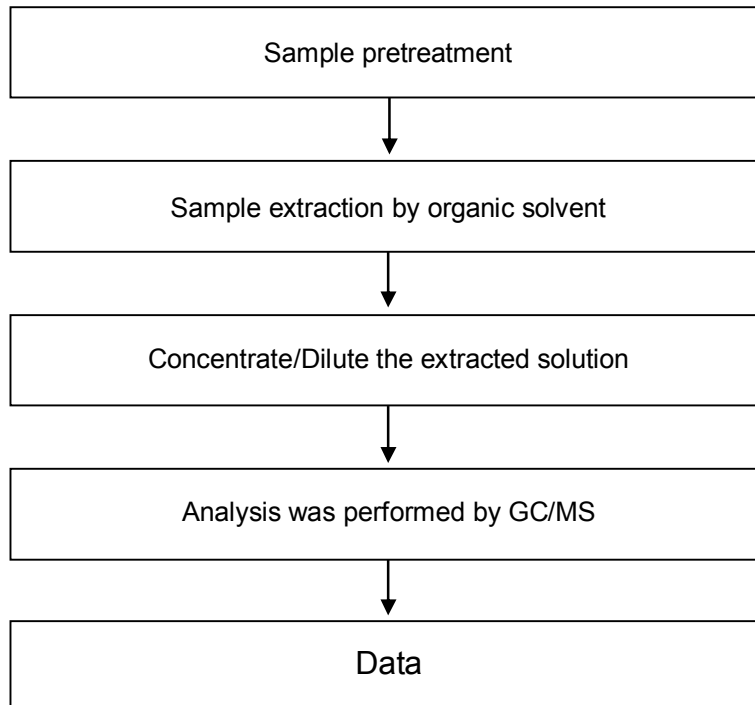 Sample pretreatment
Sample extraction by organic solvent
Concentrate/Dilute the extracted solution
Analysis was performed by GC/MS
Data